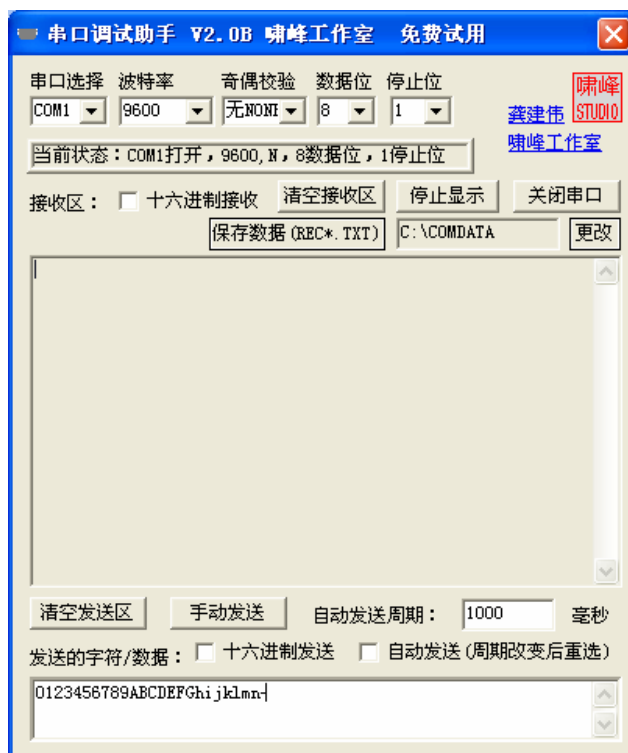 串口调试助手 V2.0B 啸峰工作室 免费试用
串口选择 波特率 奇偶校验 数据位 停止位
啸峰
COM1 9600 无NONE 8 1
龚建伟 STUDIO
啸峰工作室
当前状态：COM1打开，9600,N，8数据位，1停止位
接收区： 十六进制接收 清空接收区 停止显示 关闭串口
保存数据(REC*.TXT) C:\COMDATA 更改
清空发送区 手动发送 自动发送周期： 1000 毫秒
发送的字符/数据： 十六进制发送 自动发送(周期改变后重选)
0123456789ABCDEFGhijklmn-